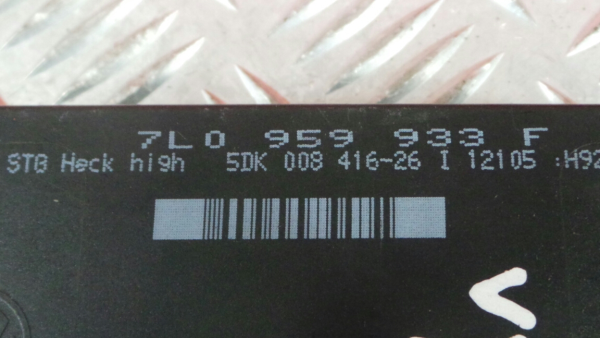 7L0 959 933 F
STG Heck high 5DK 008 416-26 I 12105 :H92